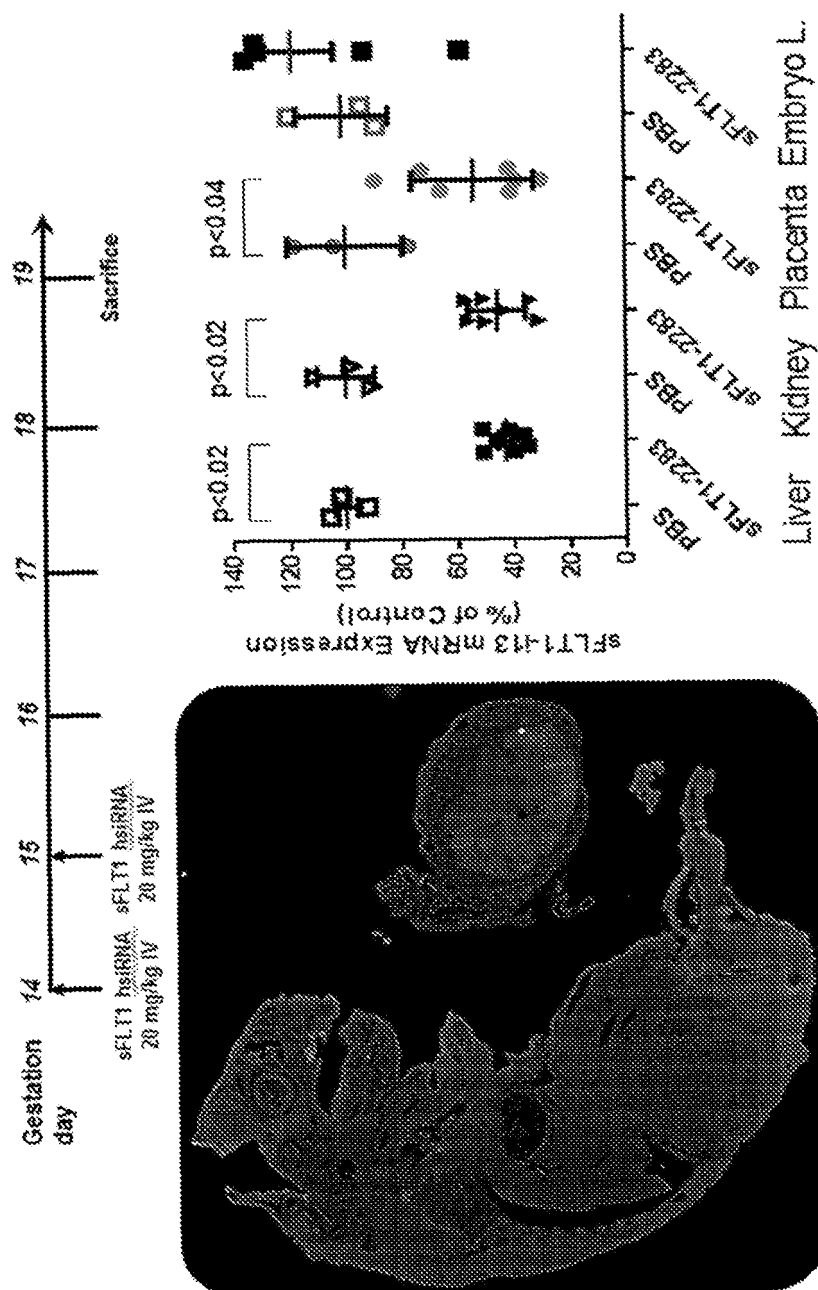 Gestation day
14 15 16 17 18 19
sFLT1 hsiRNA
20 mg/kg IV
sFLT1 hsiRNA
20 mg/kg IV
Sacrifice
sFLT1-i13 mRNA Expression
(% of Control)
140
120
100
80
60
40
20
0
p<0.02
p<0.02
p<0.04
PBS
sFLT1-2283
PBS
sFLT1-2283
PBS
sFLT1-2283
PBS
sFLT1-2283
Liver Kidney Placenta Embryo L.